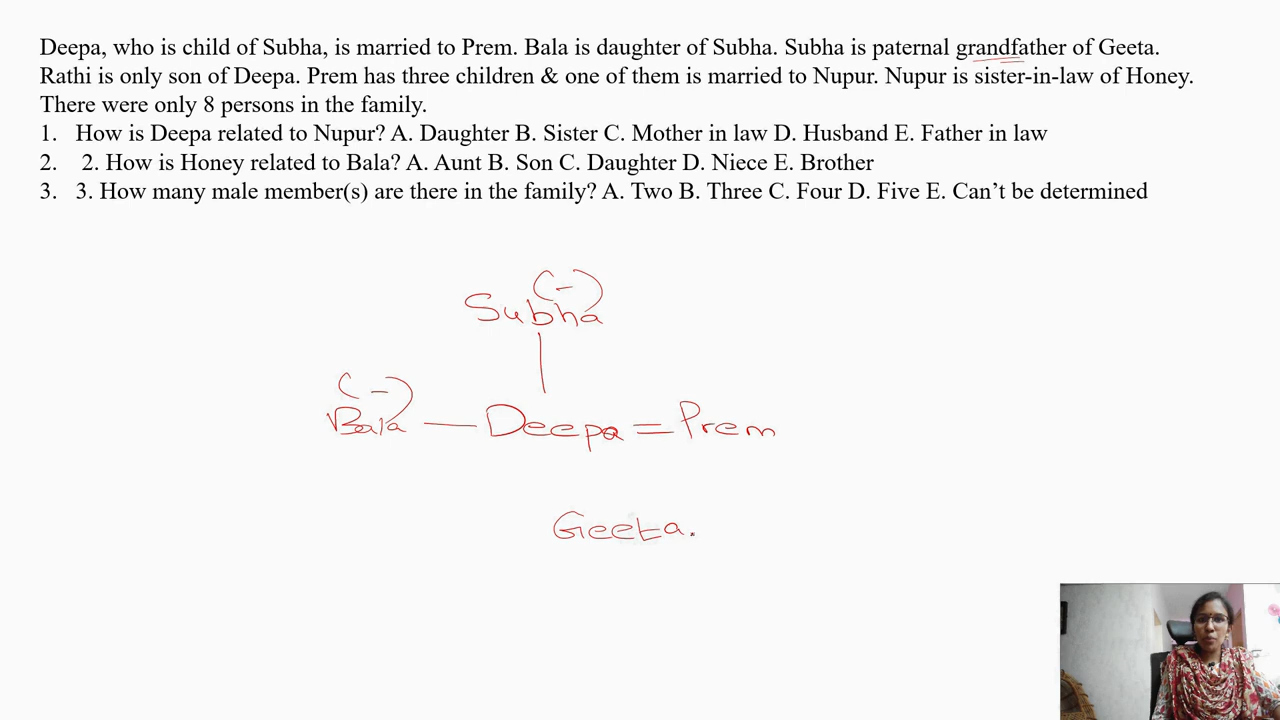 Deepa, who is child of Subha, is married to Prem. Bala is daughter of Subha. Subha is paternal grandfather of Geeta.
Rathi is only son of Deepa. Prem has three children & one of them is married to Nupur. Nupur is sister-in-law of Honey.
There were only 8 persons in the family.
1. How is Deepa related to Nupur? A. Daughter B. Sister C. Mother in law D. Husband E. Father in law
2. 2. How is Honey related to Bala? A. Aunt B. Son C. Daughter D. Niece E. Brother
3. 3. How many male member(s) are there in the family? A. Two B. Three C. Four D. Five E. Can't be determined
(-)
Subha
(-)
Bala — Deepa = Prem
Geeta.